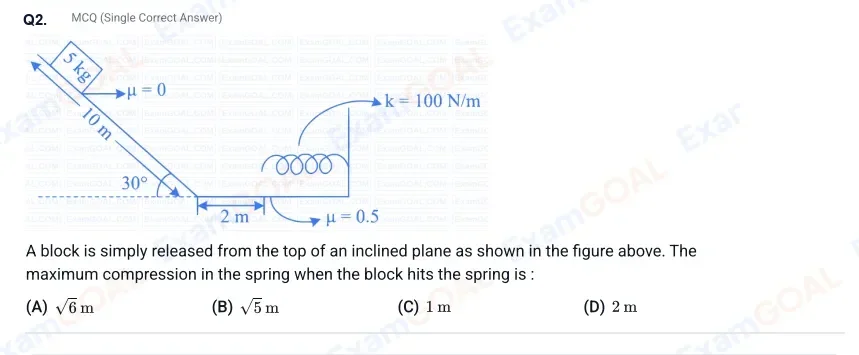 Q2. MCQ (Single Correct Answer)
5 kg
μ = 0
k = 100 N/m
10 m
30°
2 m
μ = 0.5
A block is simply released from the top of an inclined plane as shown in the figure above. The
maximum compression in the spring when the block hits the spring is :
(A) √6 m (B) √5 m (C) 1 m (D) 2 m
ExamGOAL